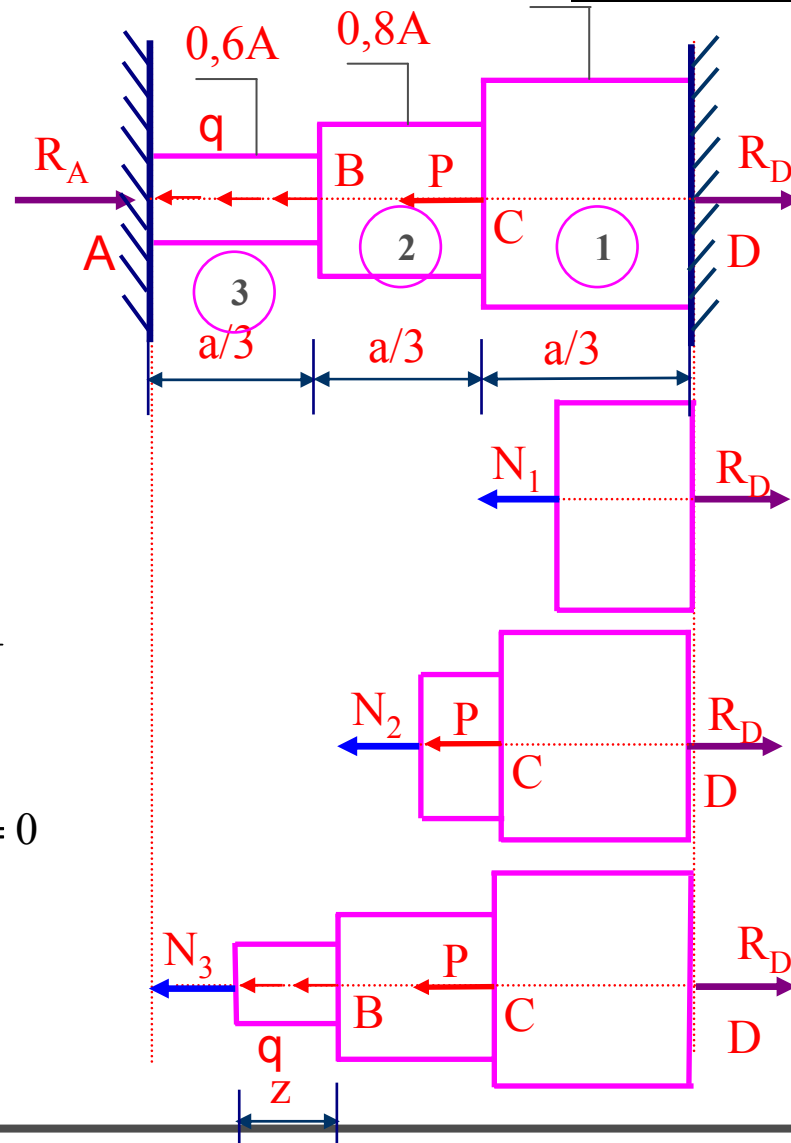 0,6A 0,8A
q
R_A B P R_D
A C D
3 2 1
a/3 a/3 a/3
N_1 R_D
N_2 P R_D
C D
= 0
N_3 P R_D
B C
q D
z